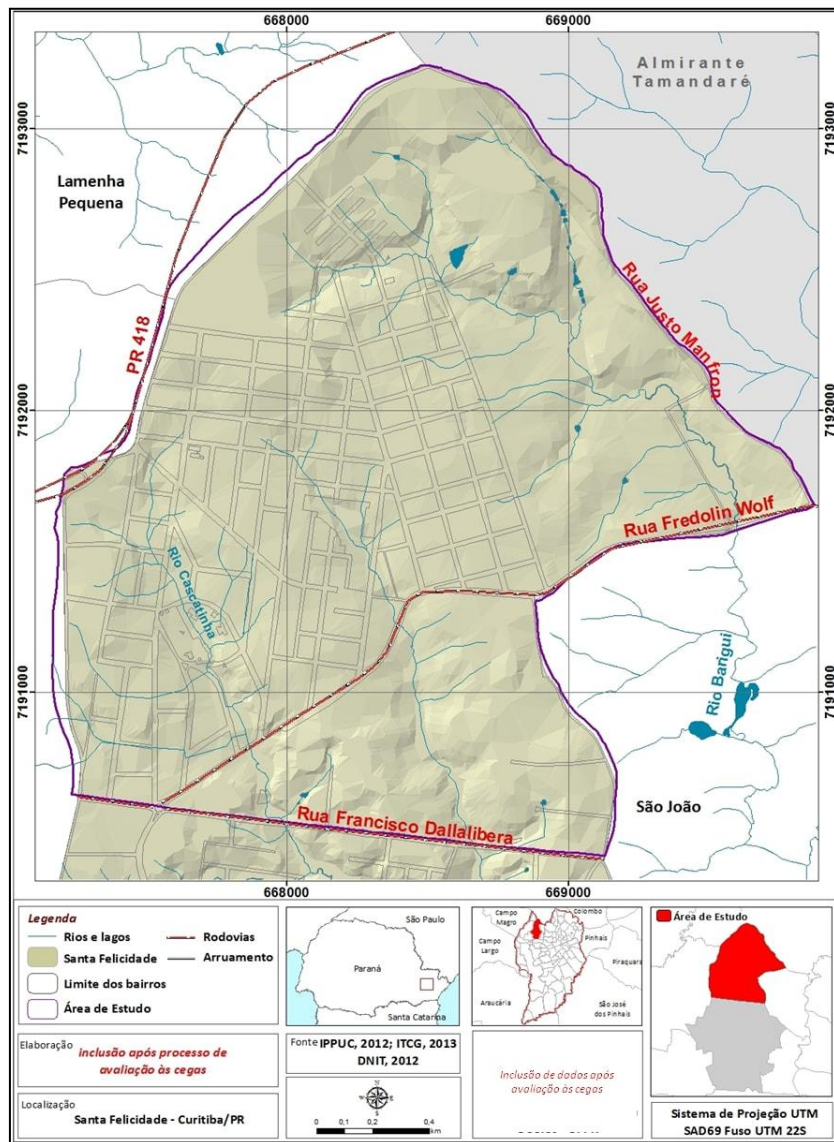 668000
669000
Almirante
Tamandaré
7193000
7193000
Lamenha
Pequena
PR 418
Rua Justo Manfron
7192000
7192000
Rua Fredolin Wolf
Rio Cascatinha
Rio Barigui
7191000
7191000
São João
Rua Francisco Dallalibera
668000
669000
Legenda
Rios e lagos
Rodovias
Santa Felicidade
Arruamento
Limite dos bairros
Área de Estudo
São Paulo
Paraná
Santa Catarina
Campo
Magro
Colombo
Campo
Largo
Pinhais
Piraquara
Araucária
São José
dos Pinhais
Área de Estudo
Elaboração
inclusão após processo de
avaliação às cegas
Fonte IPPUC, 2012; ITCG, 2013
DNIT, 2012
Inclusão de dados após
avaliação às cegas
Localização
Santa Felicidade - Curitiba/PR
N
W
E
S
0 0,1 0,2 0,4
km
Sistema de Projeção UTM
SAD69 Fuso UTM 22S